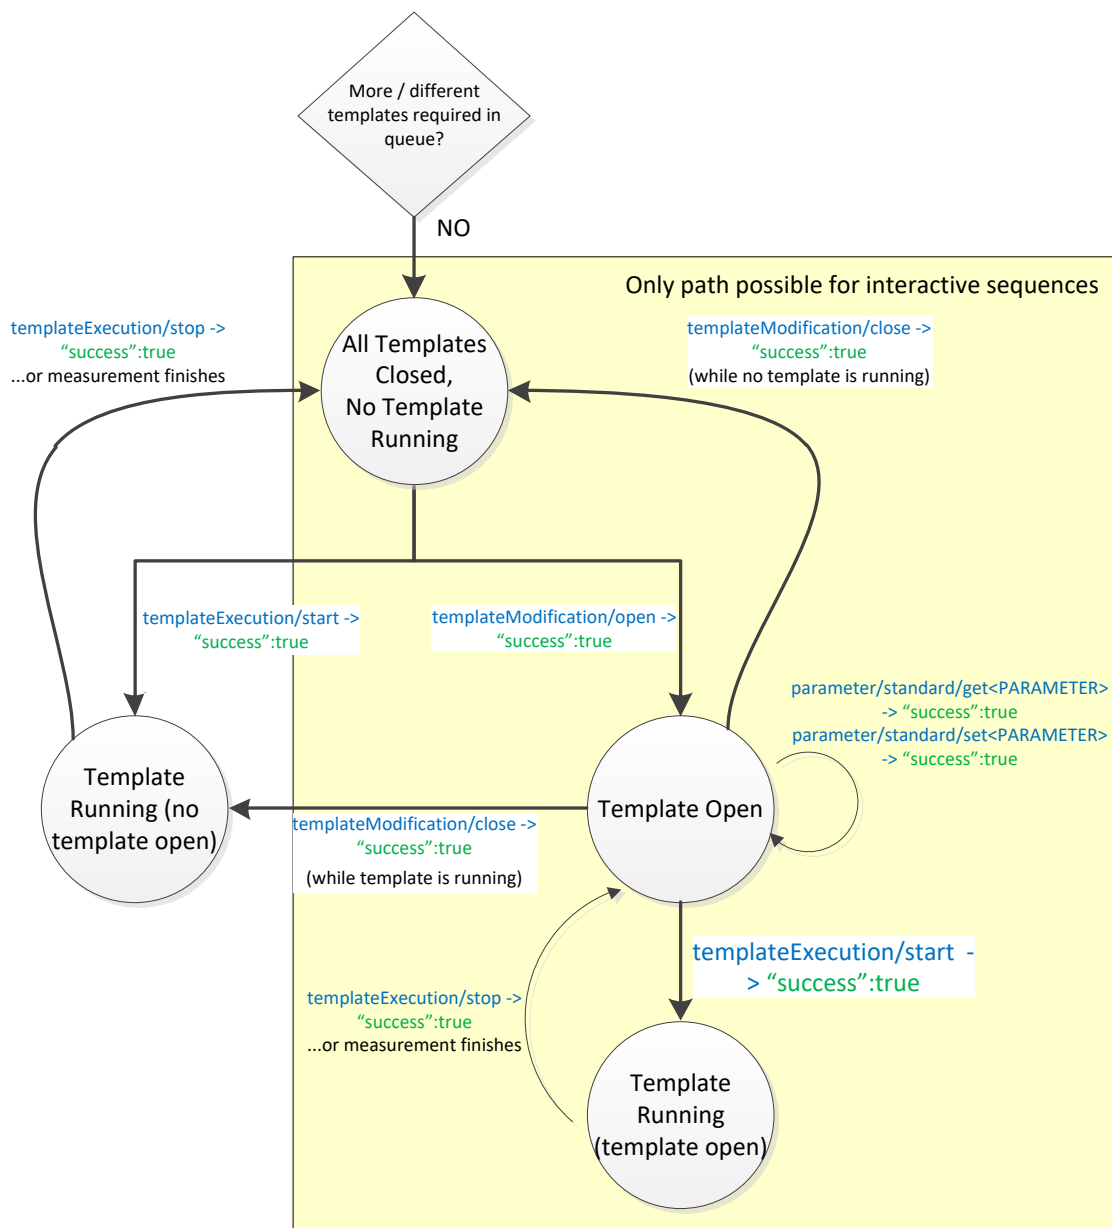 More / different
templates required in
queue?
NO
Only path possible for interactive sequences
templateExecution/stop ->
“success”:true
...or measurement finishes
All Templates
Closed,
No Template
Running
templateModification/close ->
“success”:true
(while no template is running)
templateExecution/start ->
“success”:true
templateModification/open ->
“success”:true
parameter/standard/get<PARAMETER>
-> “success”:true
parameter/standard/set<PARAMETER>
-> “success”:true
Template
Running (no
template open)
Template Open
templateModification/close ->
“success”:true
(while template is running)
templateExecution/start -
> “success”:true
templateExecution/stop ->
“success”:true
...or measurement finishes
Template
Running
(template open)